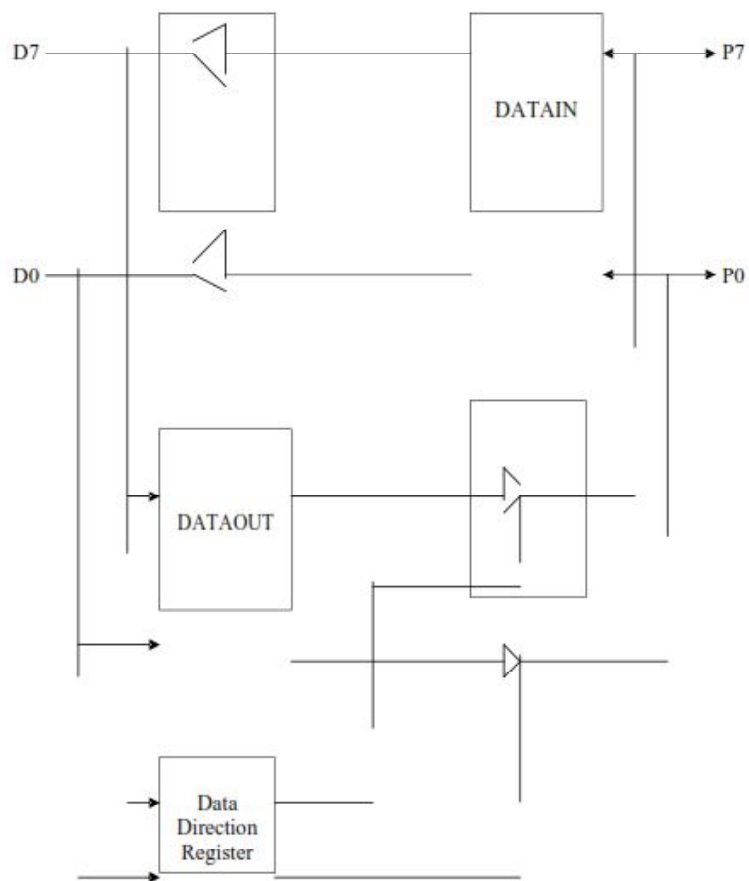 D7
P7
DATAIN
D0
P0
DATAOUT
Data
Direction
Register